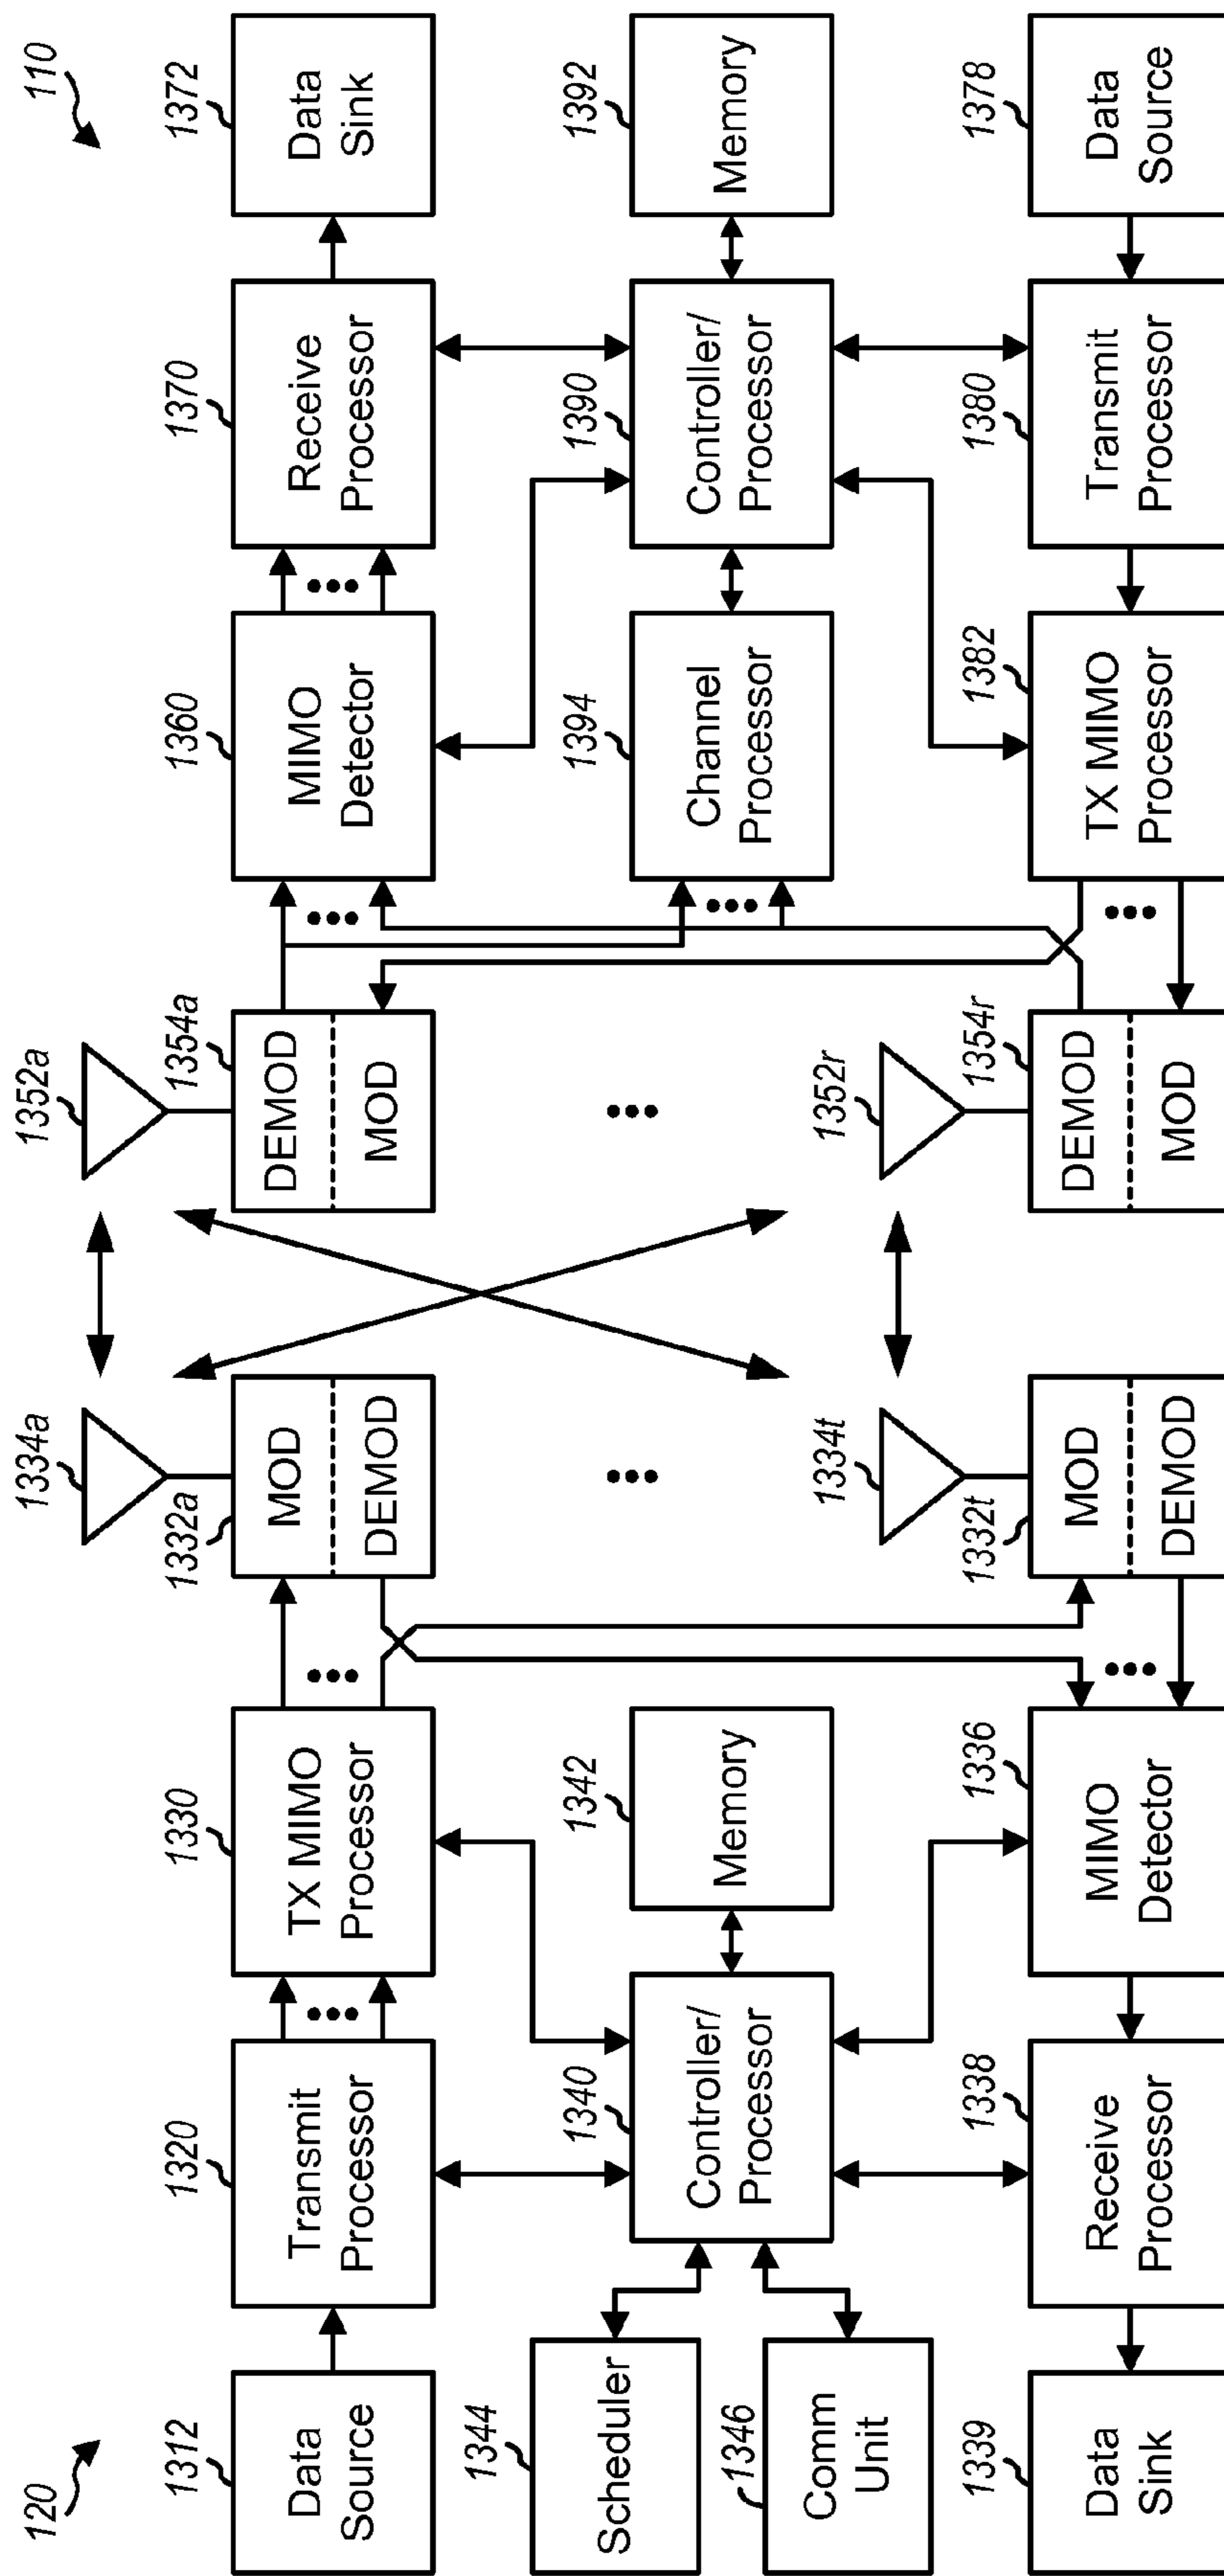 120
110
1334a
1352a
1312
1320
1330
1332a
1354a
1360
1370
1372
Data
Source
Transmit
Processor
TX MIMO
Processor
MOD
DEMOD
DEMOD
MOD
MIMO
Detector
Receive
Processor
Data
Sink
1344
Scheduler
1346
Comm
Unit
1340
Controller/
Processor
1342
Memory
1394
Channel
Processor
1390
Controller/
Processor
1392
Memory
1334t
1352r
1339
1338
1336
1332t
1354r
1382
1380
1378
Data
Sink
Receive
Processor
MIMO
Detector
MOD
DEMOD
DEMOD
MOD
TX MIMO
Processor
Transmit
Processor
Data
Source